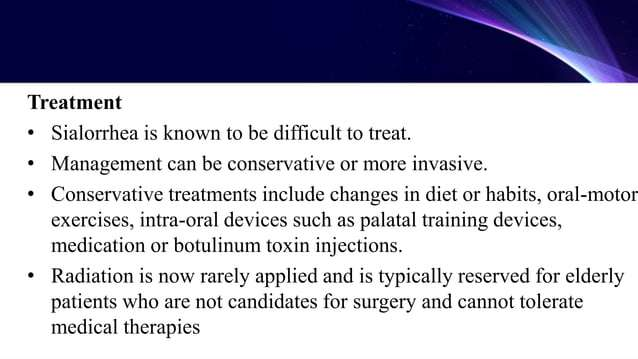 Treatment
• Sialorrhea is known to be difficult to treat.
• Management can be conservative or more invasive.
• Conservative treatments include changes in diet or habits, oral-motor
exercises, intra-oral devices such as palatal training devices,
medication or botulinum toxin injections.
• Radiation is now rarely applied and is typically reserved for elderly
patients who are not candidates for surgery and cannot tolerate
medical therapies